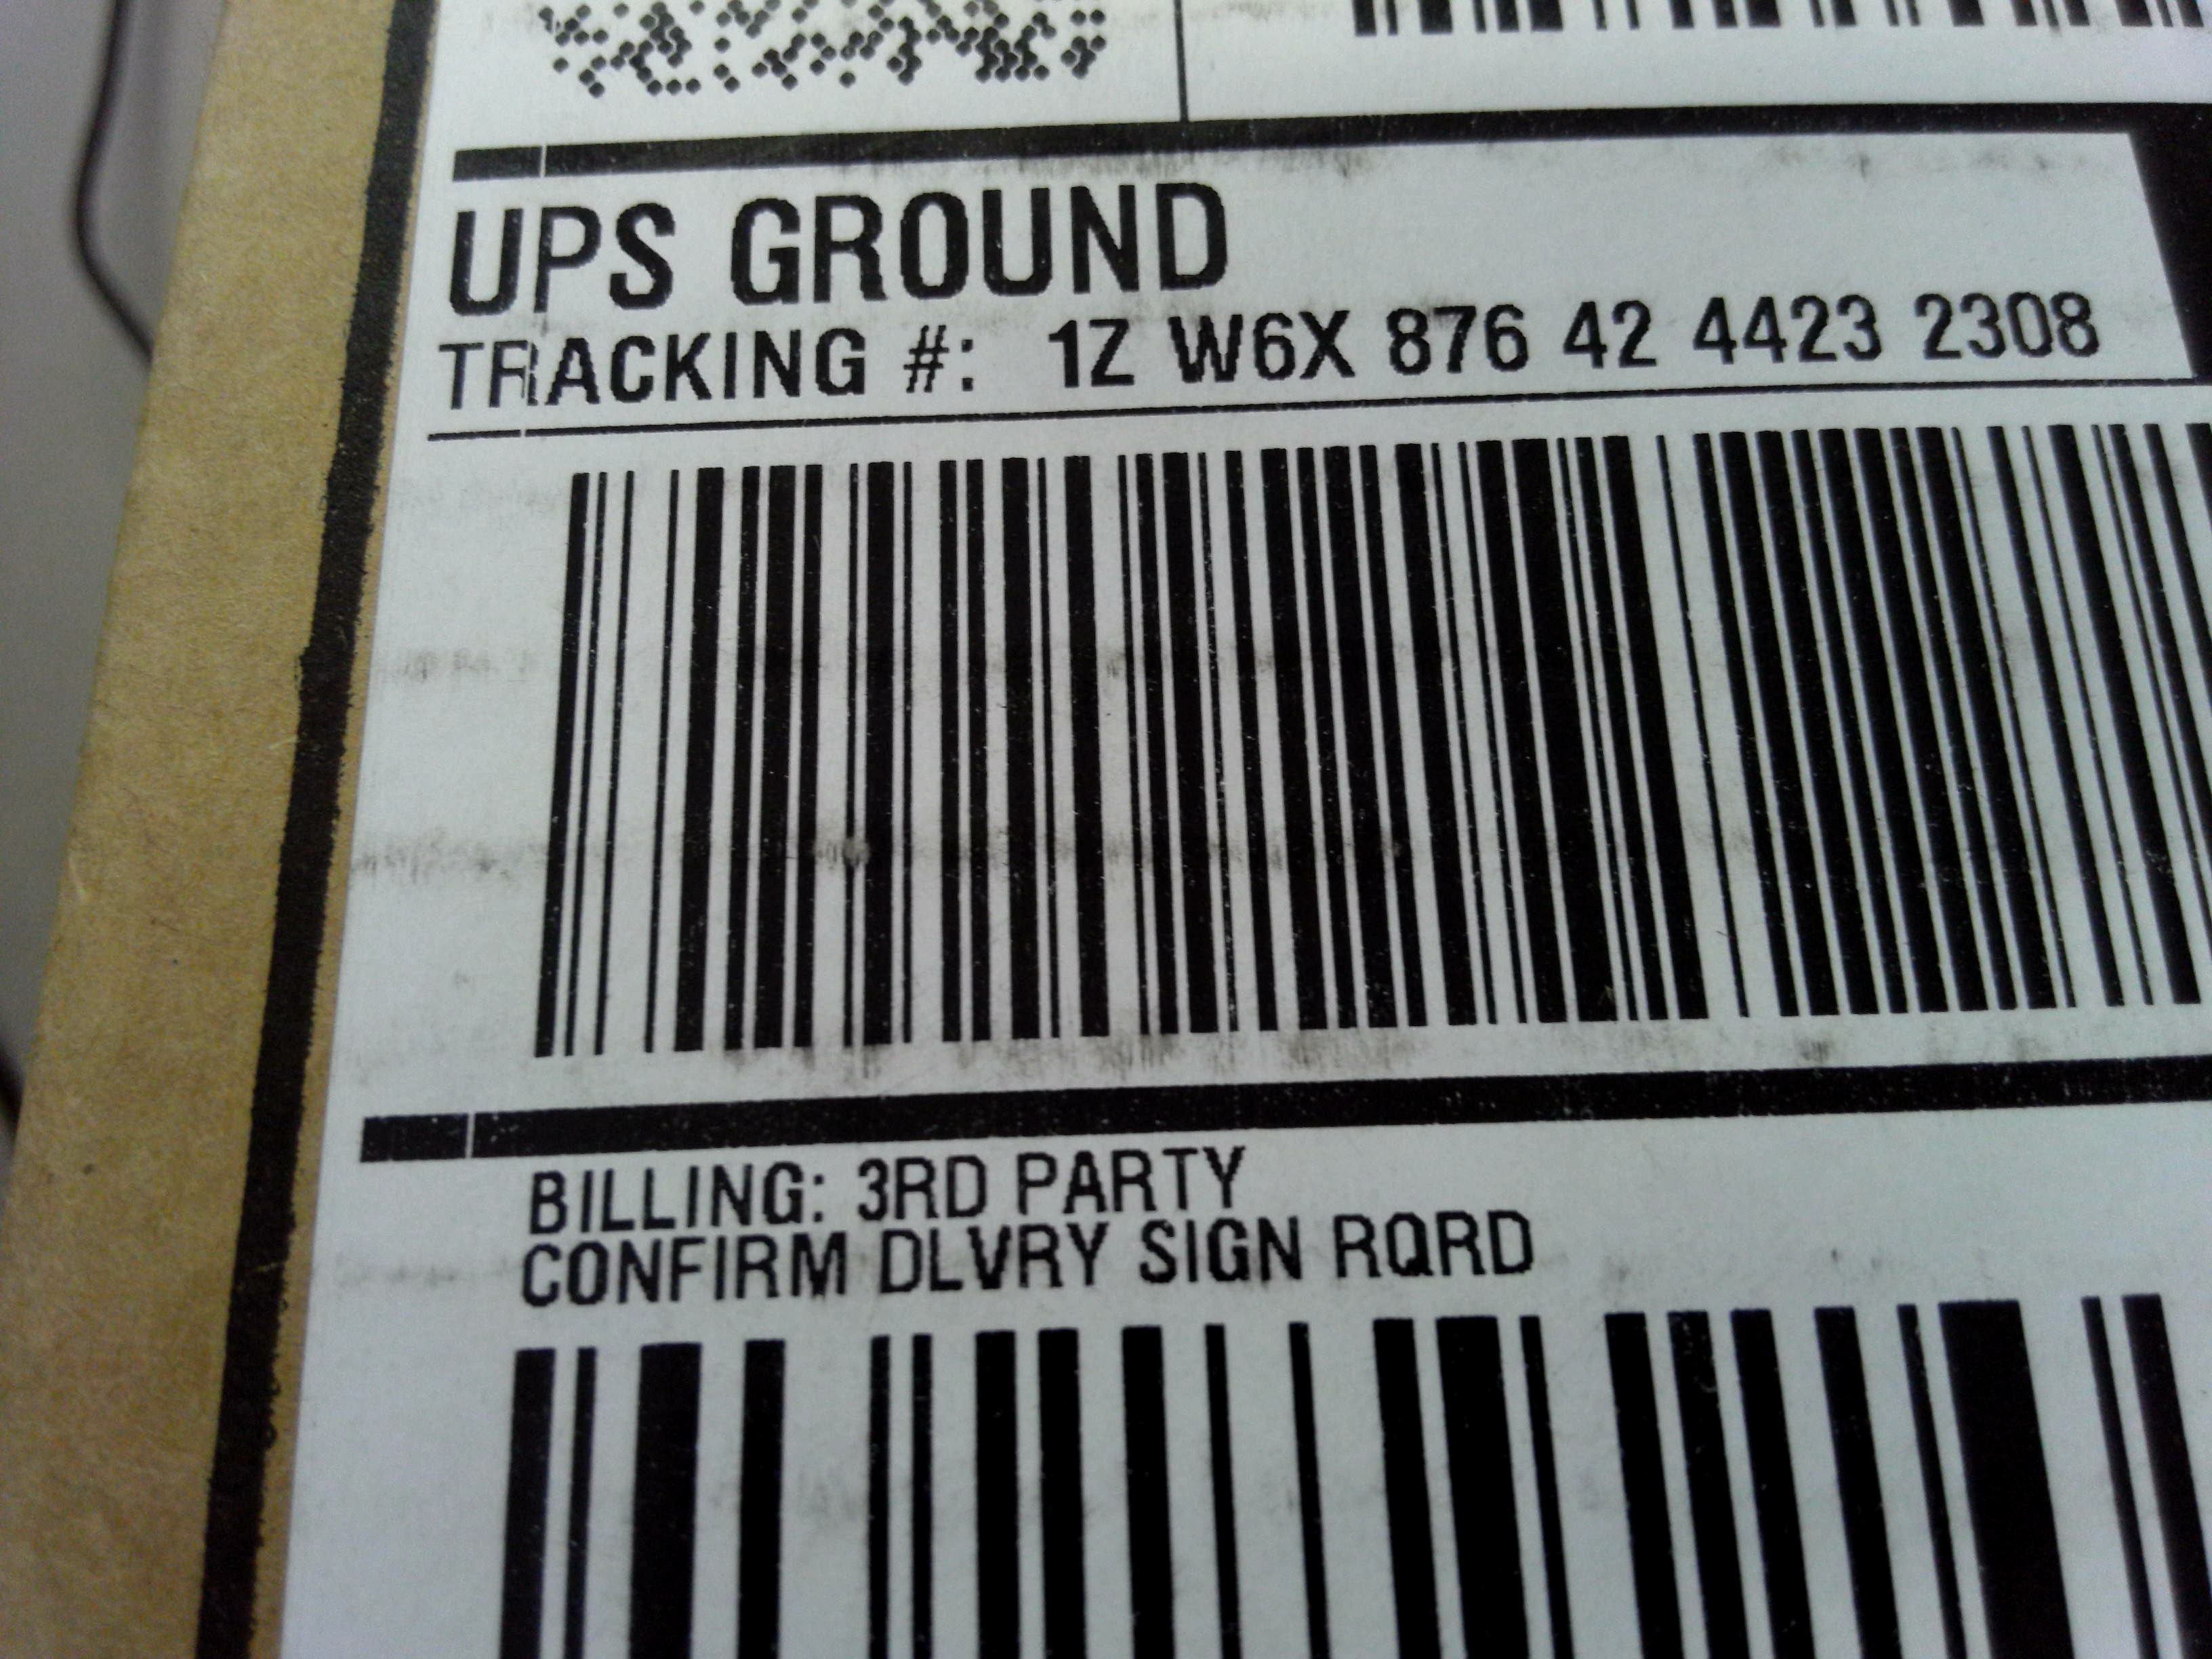 UPS GROUND
TRACKING #: 1Z W6X 876 42 4423 2308
BILLING: 3RD PARTY
CONFIRM DLVRY SIGN RQRD